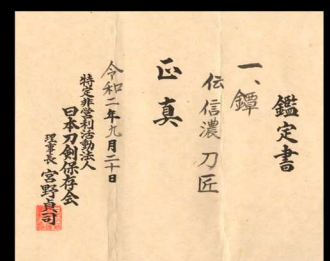 鑑定書
一、鐔
伝 信濃 刀匠
正真
令和二年九月二十日
特定非営利活動法人
日本刀剣保存会
理事長 宮野貞司